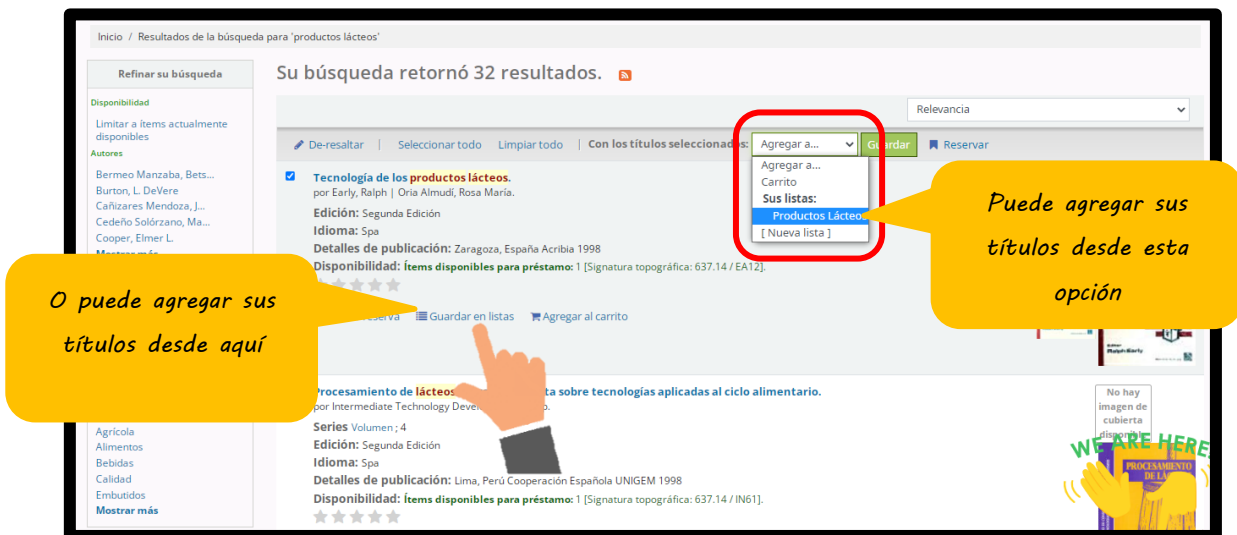 Inicio / Resultados de la búsqueda para 'productos lácteos'
Refinar su búsqueda
Disponibilidad
Limitar a ítems actualmente
disponibles
Autores
Bermeo Manzaba, Bets...
Burton, L. DeVere
Cañizares Mendoza, J...
Cedeño Solórzano, Ma...
Cooper, Elmer L.
Mostrar más
O puede agregar sus
títulos desde aquí
Agrícola
Alimentos
Bebidas
Calidad
Embutidos
Mostrar más
Su búsqueda retornó 32 resultados.
Relevancia
De-resaltar | Seleccionar todo Limpiar todo | Con los títulos seleccionados: Agregar a... Guardar Reservar
Agregar a...
Carrito
Sus listas:
Productos Lácteos
[ Nueva lista ]
Puede agregar sus
títulos desde esta
opción
Tecnología de los productos lácteos.
por Early, Ralph | Oria Almudí, Rosa María.
Edición: Segunda Edición
Idioma: Spa
Detalles de publicación: Zaragoza, España Acribia 1998
Disponibilidad: Ítems disponibles para préstamo: 1 [Signatura topográfica: 637.14 / EA12].
Guardar en listas Agregar al carrito
Ralph Early
Procesamiento de lácteos ta sobre tecnologías aplicadas al ciclo alimentario.
por Intermediate Technology
Series Volumen ; 4
Edición: Segunda Edición
Idioma: Spa
Detalles de publicación: Lima, Perú Cooperación Española UNIGEM 1998
Disponibilidad: Ítems disponibles para préstamo: 1 [Signatura topográfica: 637.14 / IN61].
No hay
imagen de
cubierta
disponible
WE ARE HERE!
PROCESAMIENTO